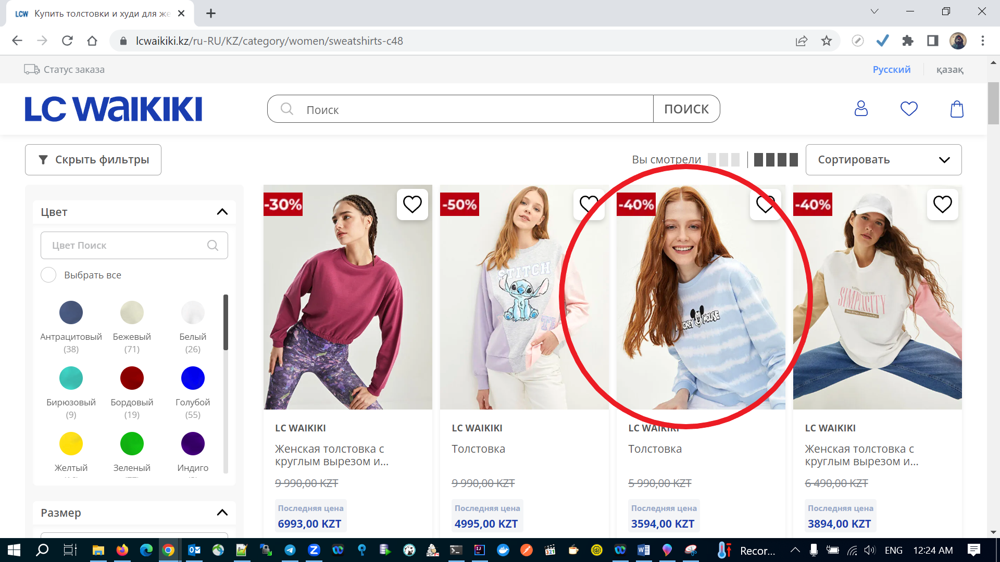 LCW Купить толстовки и худи для же
lcwaikiki.kz/ru-RU/KZ/category/women/sweatshirts-c48
Статус заказа
Русский
қазақ
LC WAIKIKI
Поиск
ПОИСК
Скрыть фильтры
Вы смотрели
Сортировать
Цвет
Цвет Поиск
Выбрать все
Антрацитовый
(38)
Бежевый
(71)
Белый
(26)
Бирюзовый
(9)
Бордовый
(19)
Голубой
(55)
Желтый
Зеленый
Индиго
Размер
-30%
LC WAIKIKI
Женская толстовка с
круглым вырезом и...
9 990,00 KZT
Последняя цена
6993,00 KZT
-50%
STITCH
LC WAIKIKI
Толстовка
9 990,00 KZT
Последняя цена
4995,00 KZT
-40%
MICKEY MOUSE
LC WAIKIKI
Толстовка
5 990,00 KZT
Последняя цена
3594,00 KZT
-40%
SIMPLICITY
LC WAIKIKI
Женская толстовка с
круглым вырезом и...
6 490,00 KZT
Последняя цена
3894,00 KZT
Recor...
ENG
12:24 AM